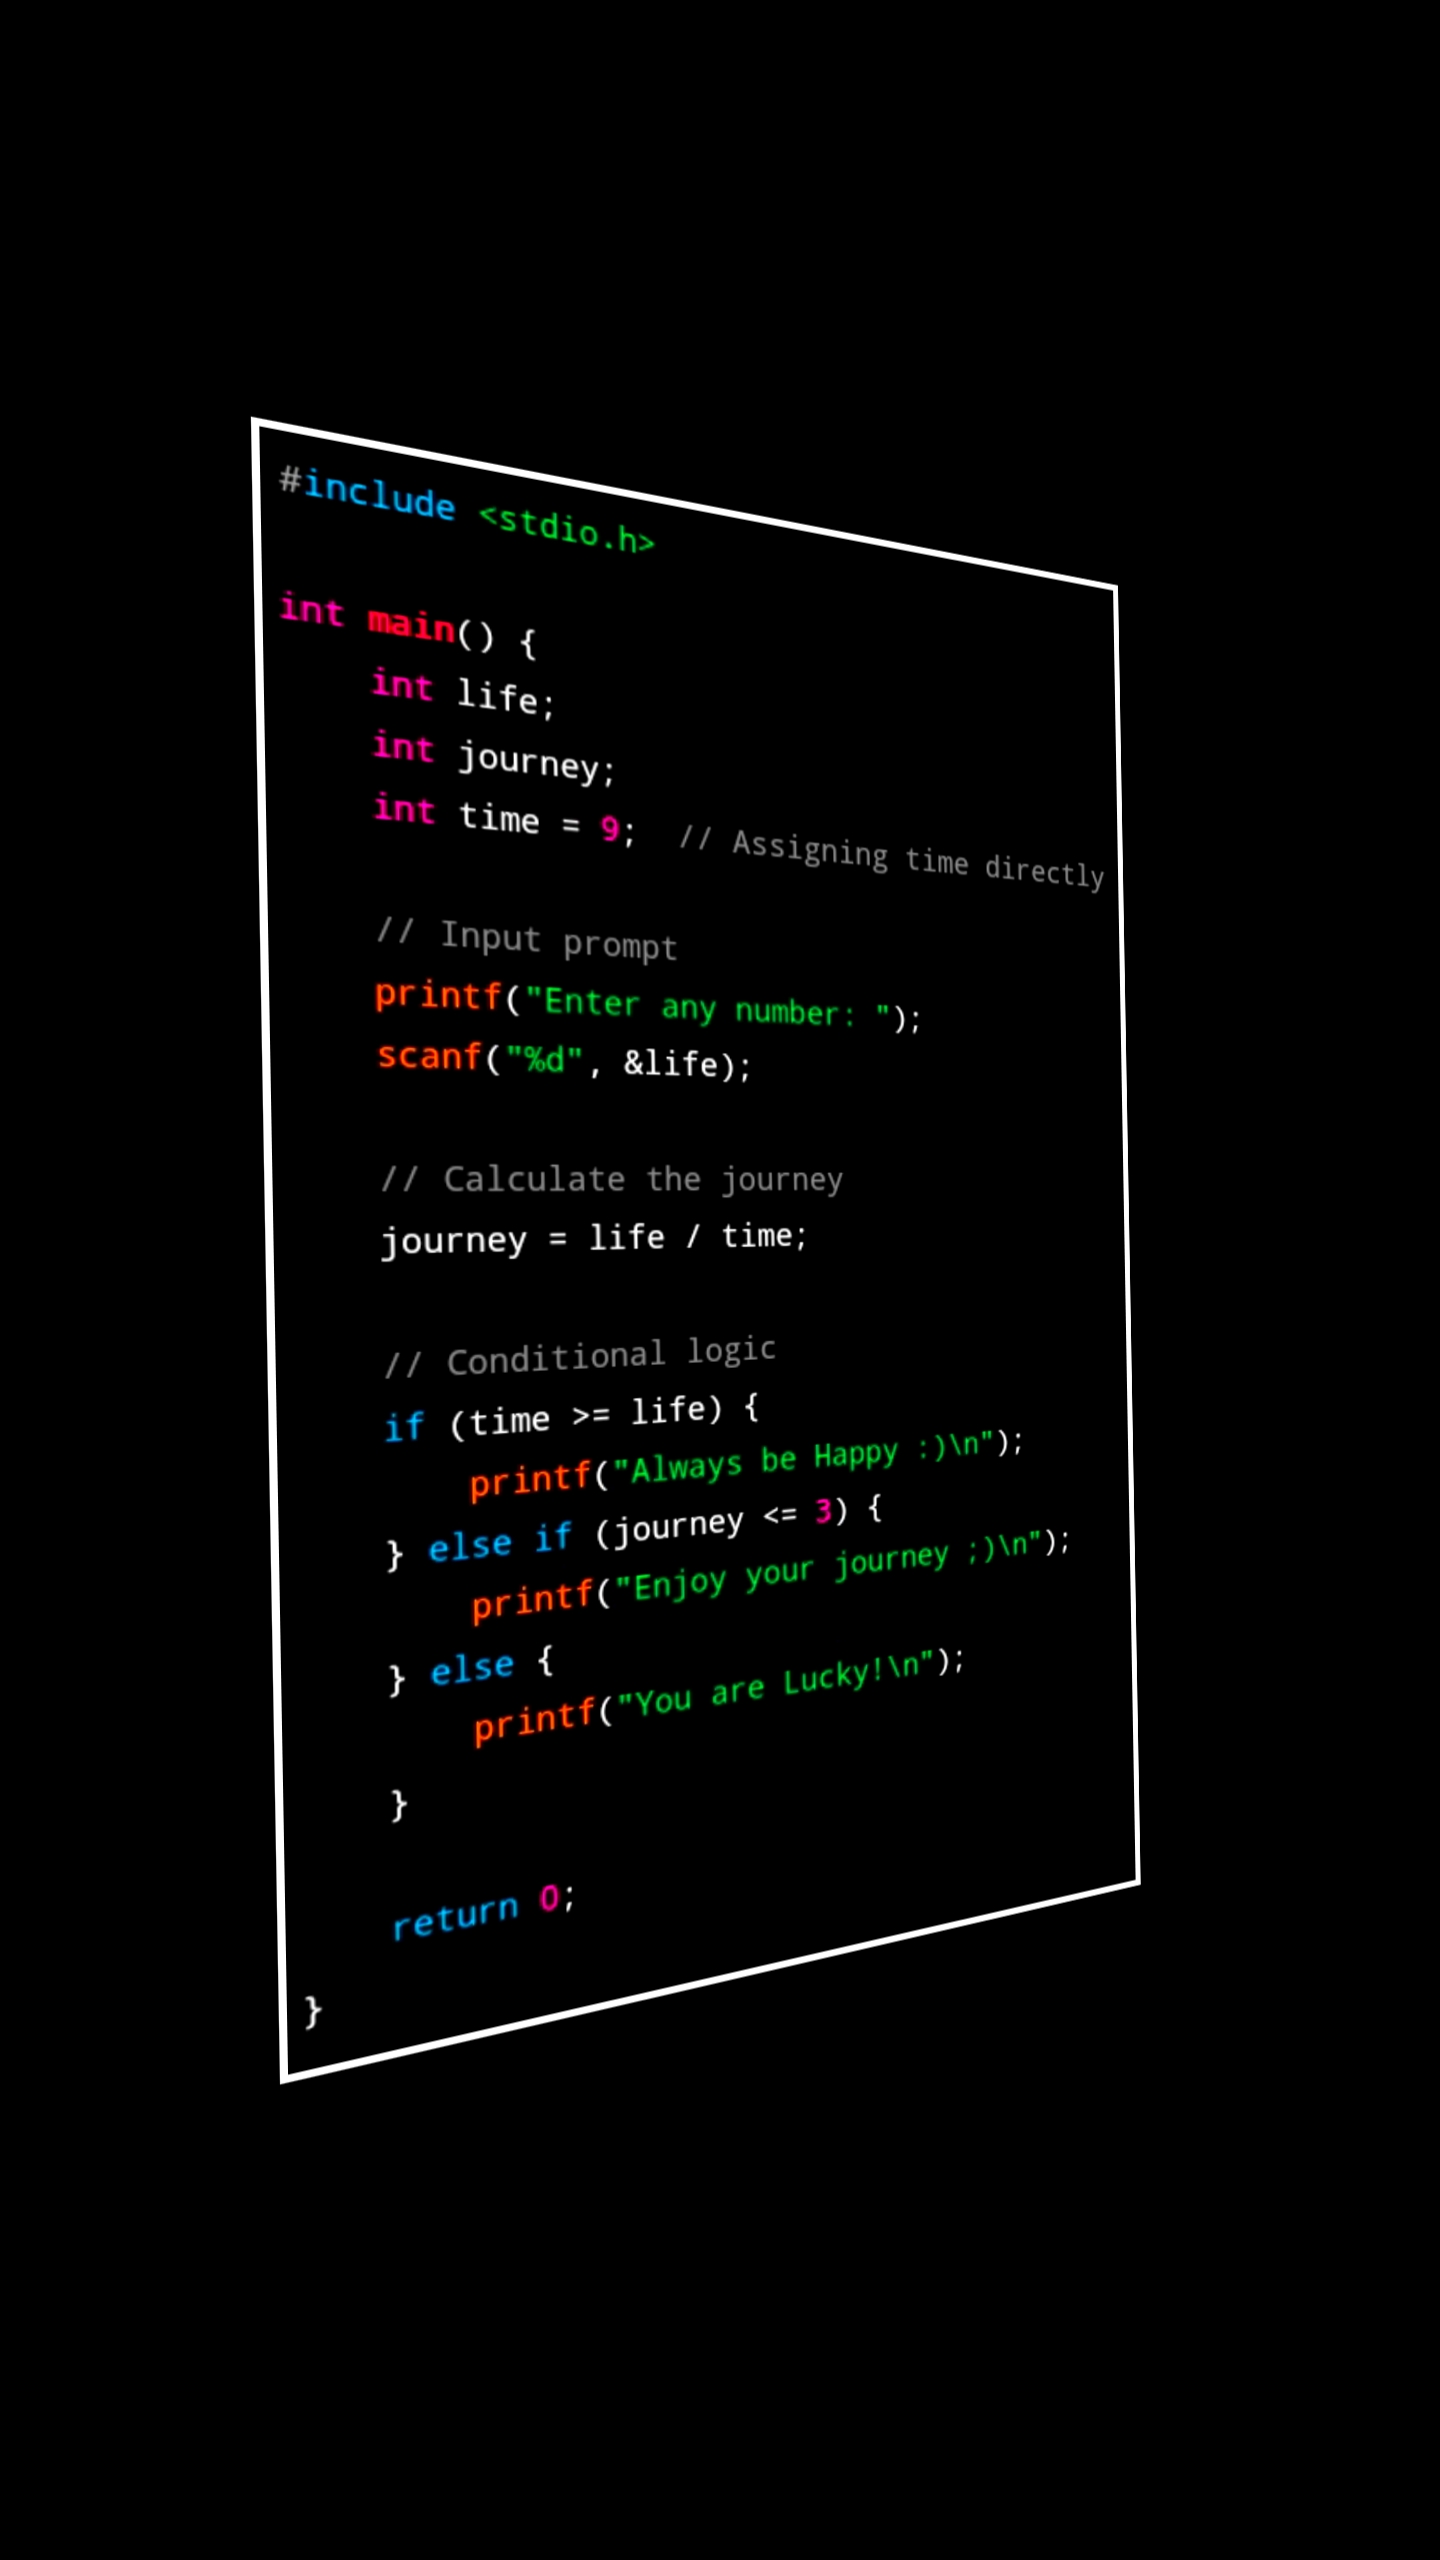 #include <stdio.h>
int main() {
    int life;
    int journey;
    int time = 9;  // Assigning time directly
    // Input prompt
    printf("Enter any number: ");
    scanf("%d", &life);
    // Calculate the journey
    journey = life / time;
    // Conditional logic
    if (time >= life) {
        printf("Always be Happy :)\n");
    } else if (journey <= 3) {
        printf("Enjoy your journey ;)\n");
    } else {
        printf("You are Lucky!\n");
    }
    return 0;
}